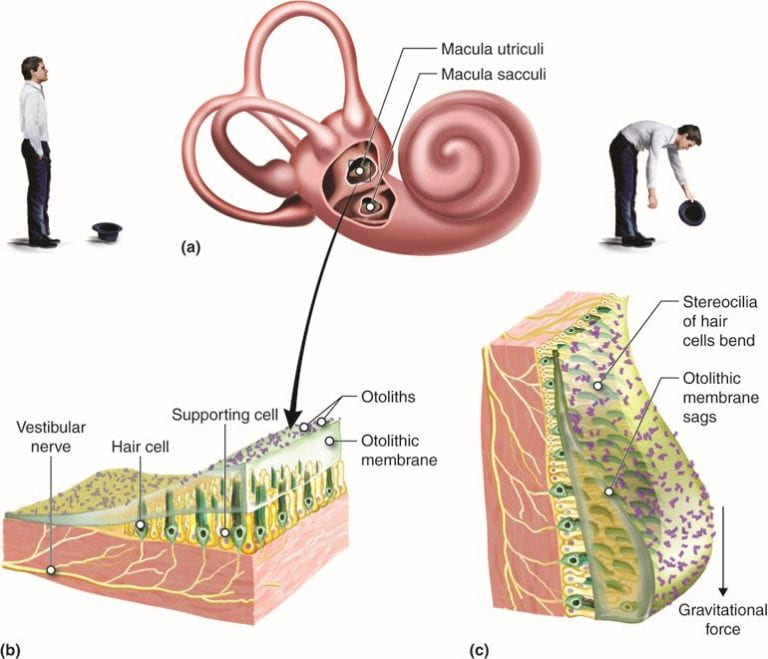 Macula utriculi
Macula sacculi
(a)
Stereocilia
of hair
cells bend
Otolithic
membrane
sags
Gravitational
force
Otoliths
Supporting cell
Vestibular
nerve
Hair cell
Otolithic
membrane
(b)
(c)